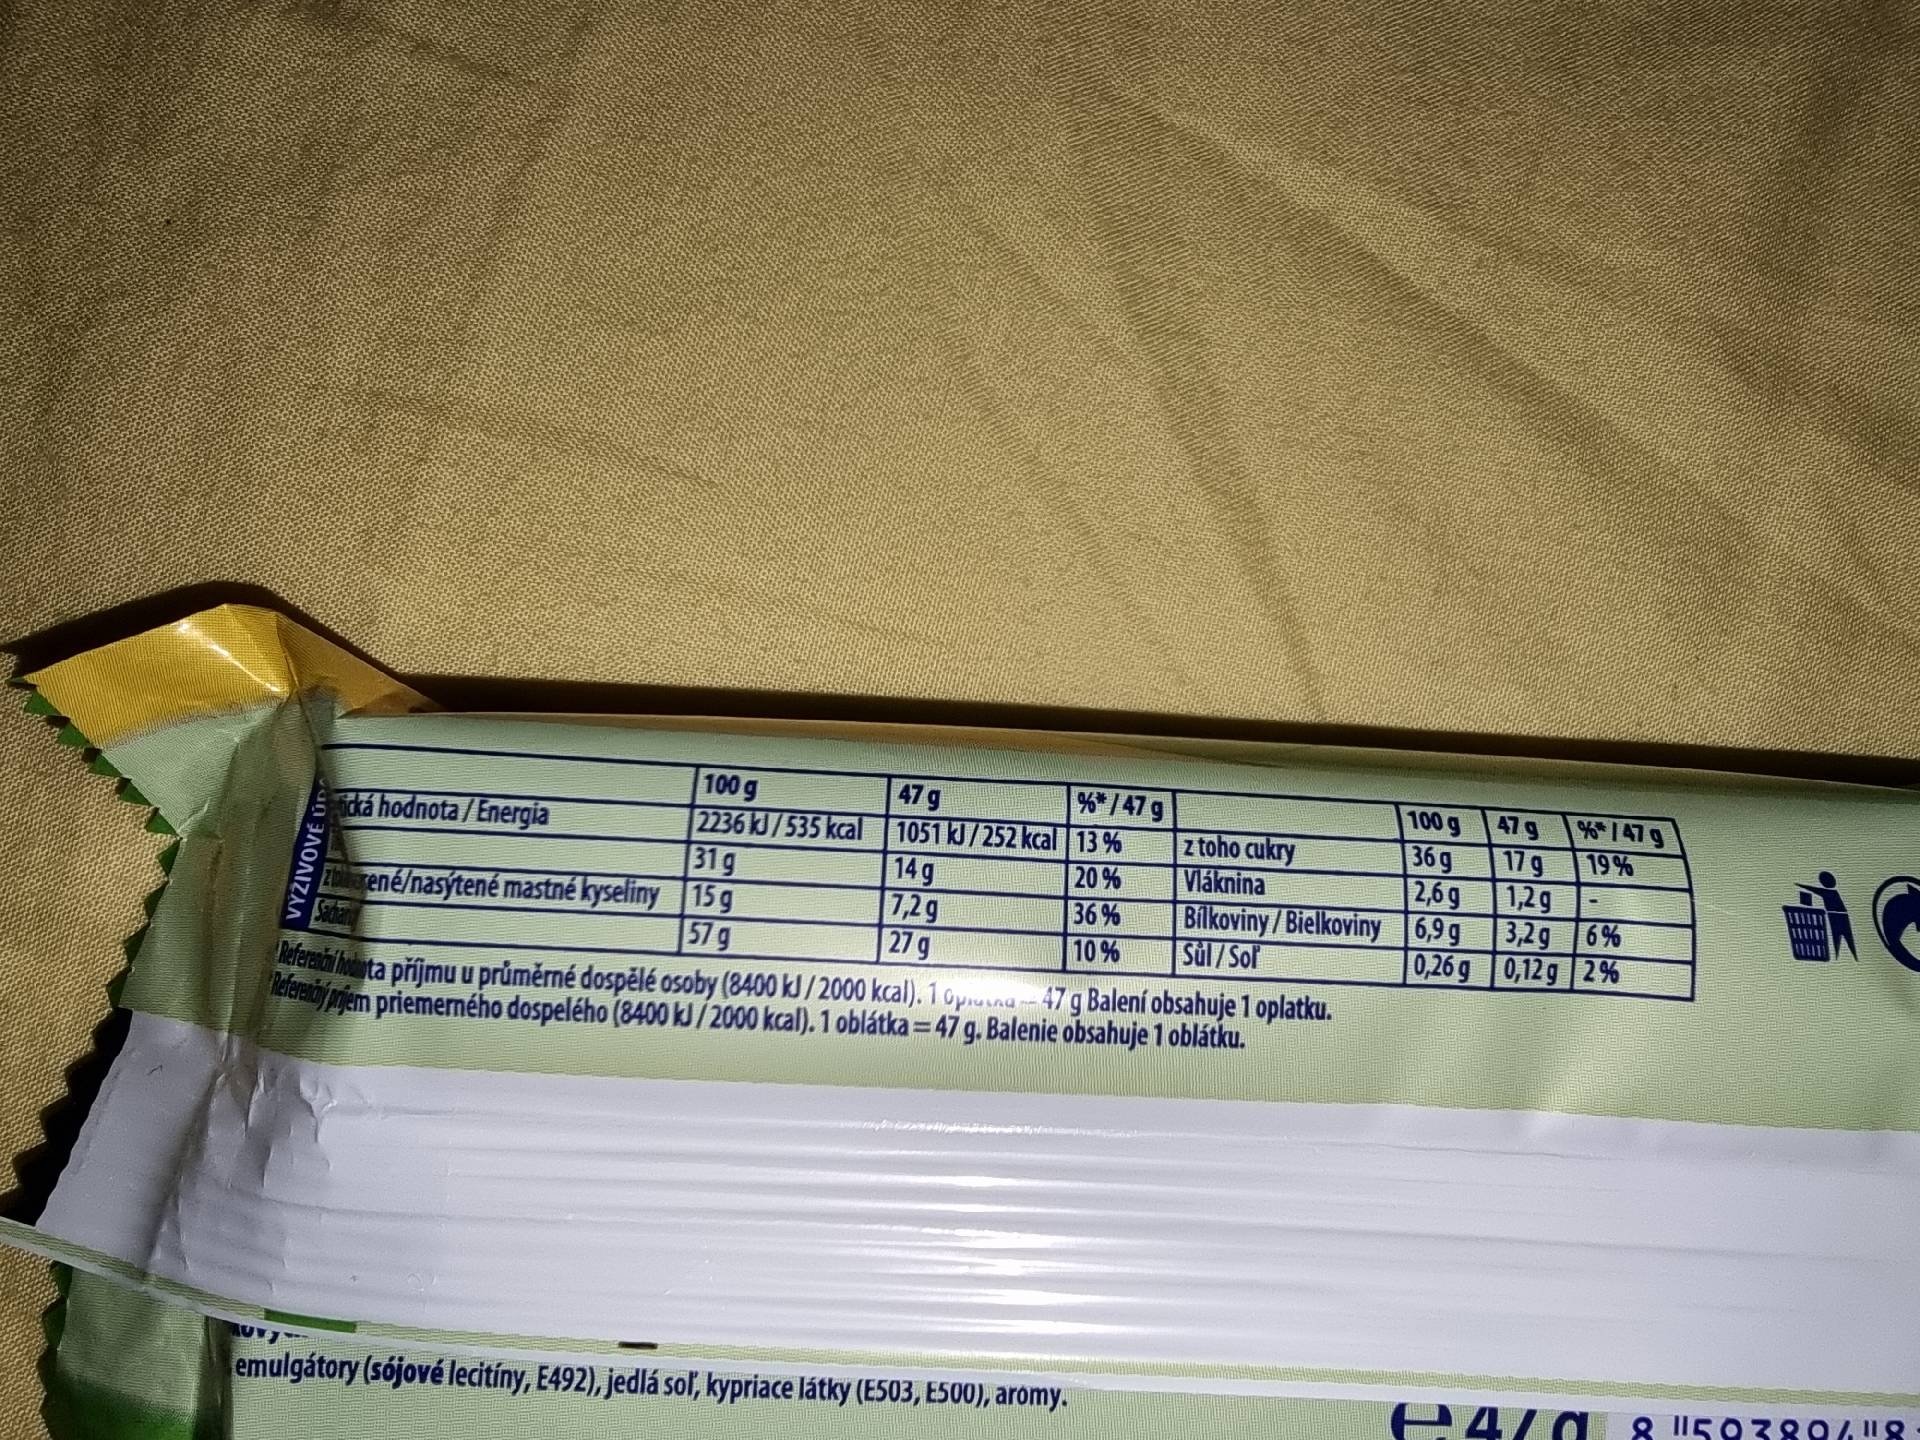 VÝŽIVOVÉ
100 g 47 g %* / 47 g 100 g 47 g %* / 47 g
hodnota / Energia 2236 kJ / 535 kcal 1051 kJ / 252 kcal 13 % z toho cukry 36 g 17 g 19 %
31 g 14 g 20 % Vláknina 2,6 g 1,2 g -
mastné kyseliny 15 g 7,2 g 36 % Bílkoviny / Bielkoviny 6,9 g 3,2 g 6 %
57 g 27 g 10 % Sůl / Soľ 0,26 g 0,12 g 2 %
příjmu u průměrné dospělé osoby (8400 kJ / 2000 kcal). 1 47 g Balení obsahuje 1 oplatku.
priemerného dospelého (8400 kJ / 2000 kcal). 1 oblátka = 47 g. Balenie obsahuje 1 oblátku.
emulgátory (sójové lecitíny, E492), jedlá soľ, kypriace látky (E503, E500), arómy.